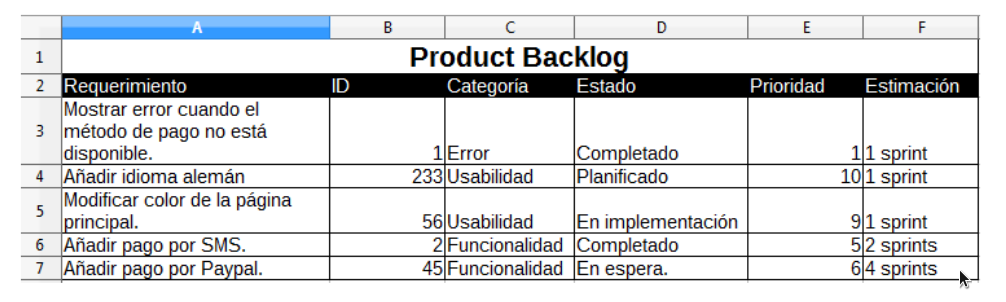 A B C D E F
1 Product Backlog
2 Requerimiento ID Categoría Estado Prioridad Estimación
Mostrar error cuando el
3 método de pago no está
disponible. 1 Error Completado 1 1 sprint
4 Añadir idioma alemán 233 Usabilidad Planificado 10 1 sprint
Modificar color de la página
5 principal. 56 Usabilidad En implementación 9 1 sprint
6 Añadir pago por SMS. 2 Funcionalidad Completado 5 2 sprints
7 Añadir pago por Paypal. 45 Funcionalidad En espera. 6 4 sprints